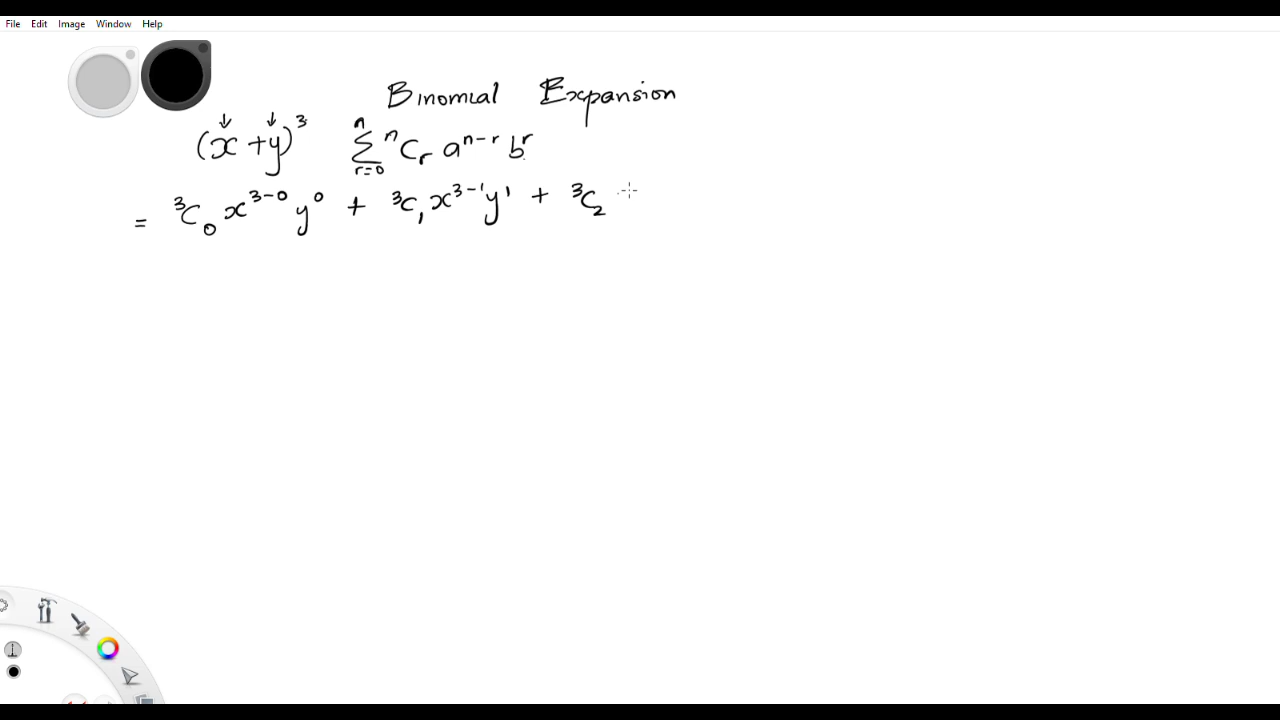 File Edit Image Window Help
Binomial Expansion
(x + y)³ ∑ⁿᵣ₌₀ ⁿCᵣ aⁿ⁻ʳ bʳ
= ³C₀ x³⁻⁰ y⁰ + ³C₁ x³⁻¹ y¹ + ³C₂